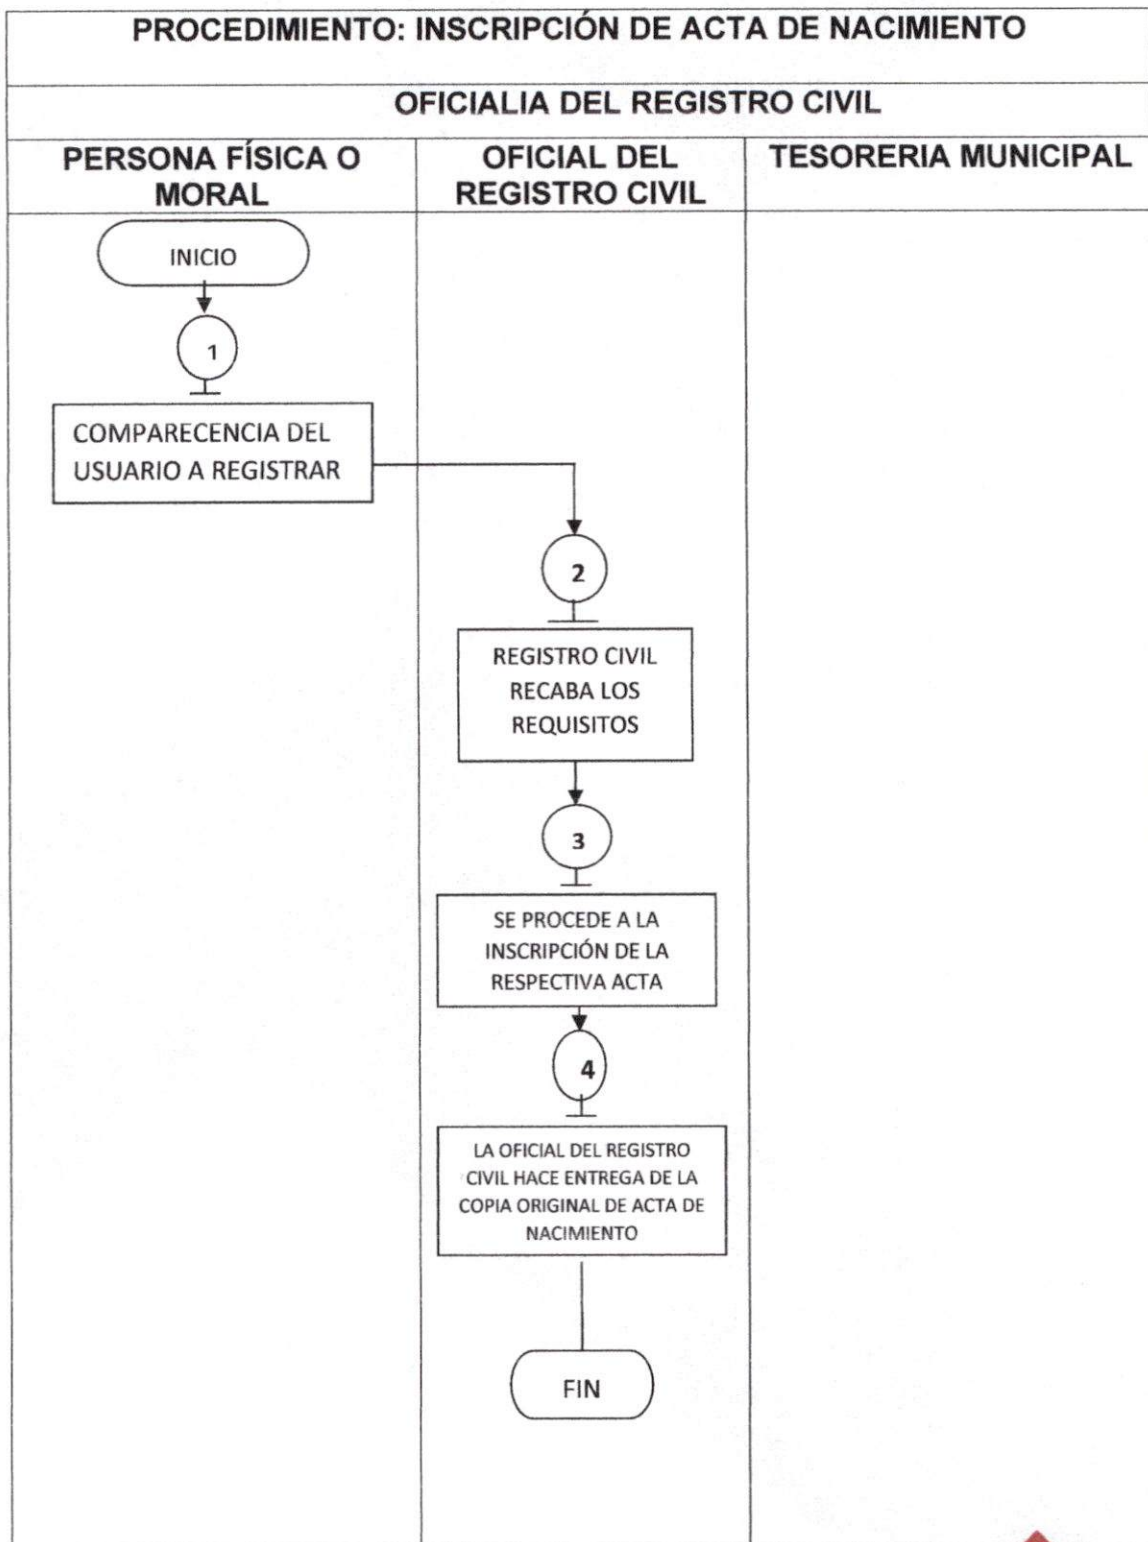 PROCEDIMIENTO: INSCRIPCIÓN DE ACTA DE NACIMIENTO
OFICIALIA DEL REGISTRO CIVIL
PERSONA FÍSICA O
MORAL
OFICIAL DEL
REGISTRO CIVIL
TESORERIA MUNICIPAL
INICIO
1
COMPARECENCIA DEL
USUARIO A REGISTRAR
2
REGISTRO CIVIL
RECABA LOS
REQUISITOS
3
SE PROCEDE A LA
INSCRIPCIÓN DE LA
RESPECTIVA ACTA
4
LA OFICIAL DEL REGISTRO
CIVIL HACE ENTREGA DE LA
COPIA ORIGINAL DE ACTA DE
NACIMIENTO
FIN